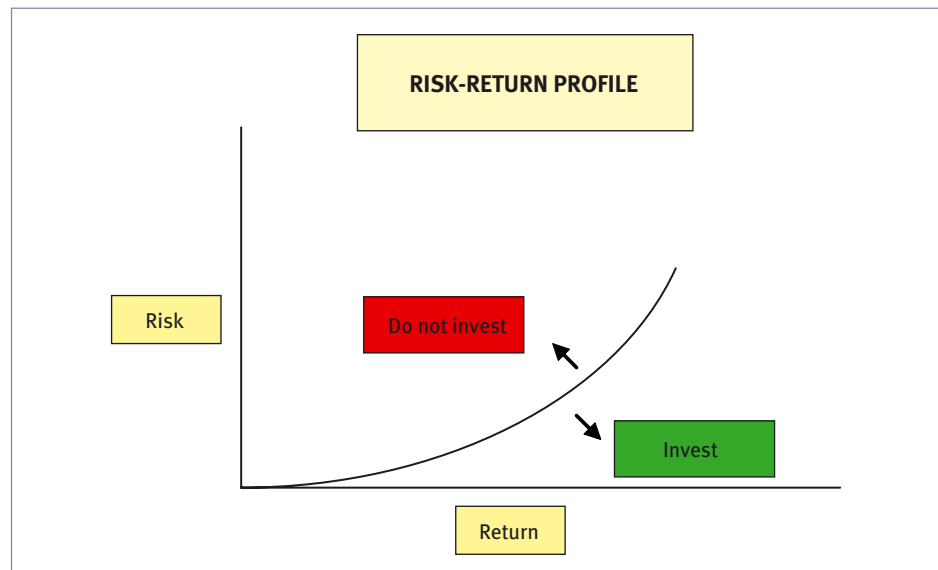 RISK-RETURN PROFILE
Risk
Do not invest
Invest
Return